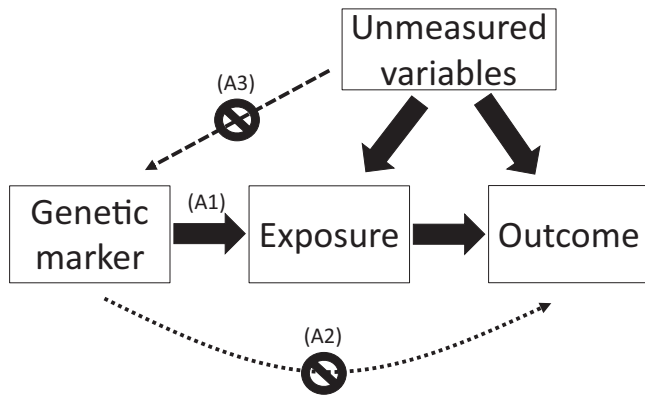 Unmeasured
variables
(A3)
(A1)
Genetic
marker
Exposure
Outcome
(A2)